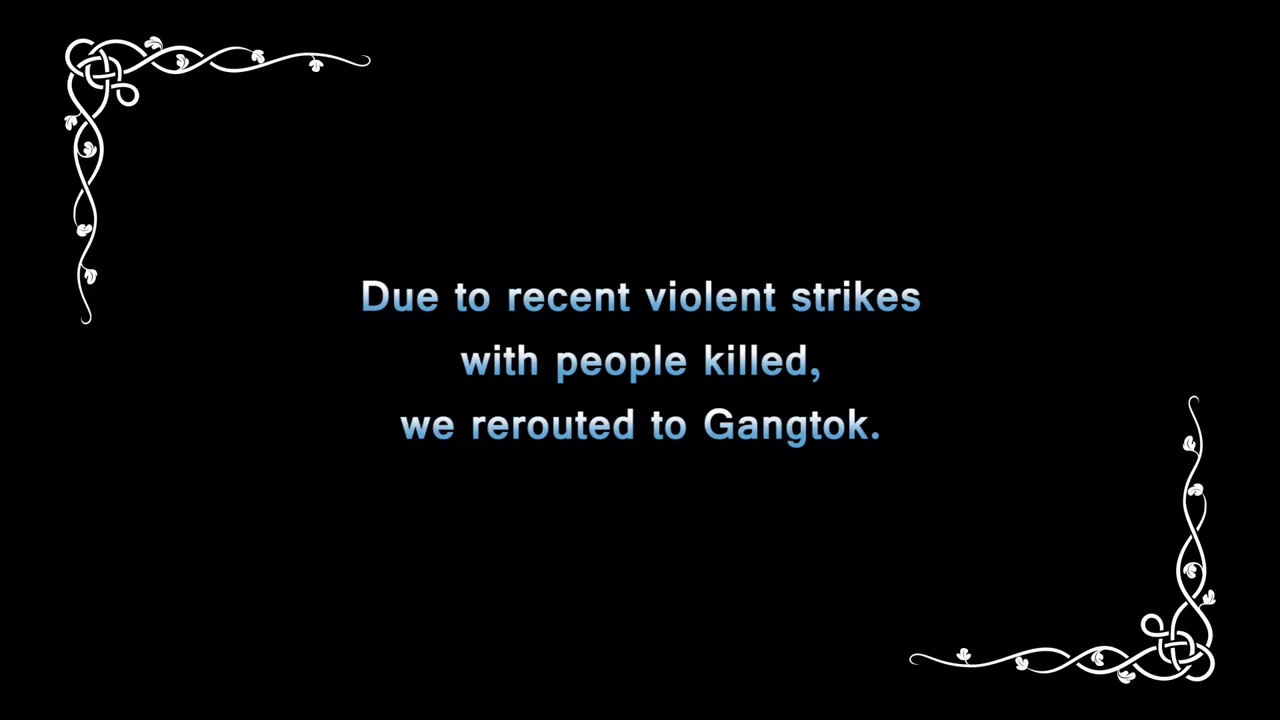 Due to recent violent strikes
with people killed,
we rerouted to Gangtok.